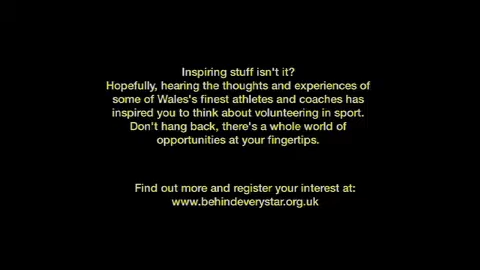 Inspiring stuff isn't it?
Hopefully, hearing the thoughts and experiences of
some of Wales's finest athletes and coaches has
inspired you to think about volunteering in sport.
Don't hang back, there's a whole world of
opportunities at your fingertips.
Find out more and register your interest at:
www.behindeverystar.org.uk